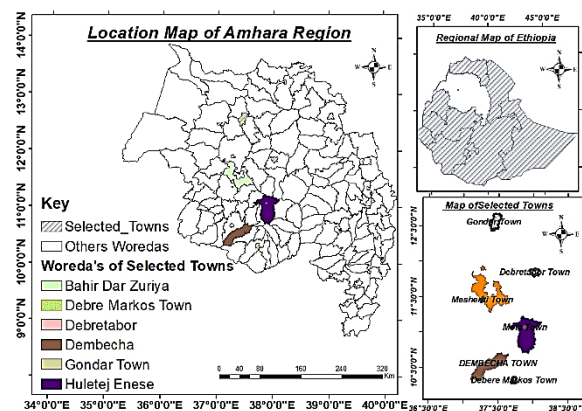 Location Map of Amhara Region
14°0'0"N
13°0'0"N
12°0'0"N
11°0'0"N
10°0'0"N
9°0'0"N
N
W E
S
Key
Selected_Towns
Others Woredas
Woreda's of Selected Towns
Bahir Dar Zuriya
Debre Markos Town
Debretabor
Dembecha
Gondar Town
Huletej Enese
0 40 80 160 240 320
Km
34°0'0"E 35°0'0"E 36°0'0"E 37°0'0"E 38°0'0"E 39°0'0"E 40°0'0"E
35°0'0"E 40°0'0"E 45°0'0"E
Regional Map of Ethiopia
N
W E
S
Map of Selected Towns
Gondar Town
N
W E
S
Debretabor Town
Meshenti Town
Mota Town
DEMBECHA TOWN
Debere Markos Town
12°30'0"N
11°30'0"N
10°30'0"N
36°30'0"E 37°30'0"E 38°30'0"E